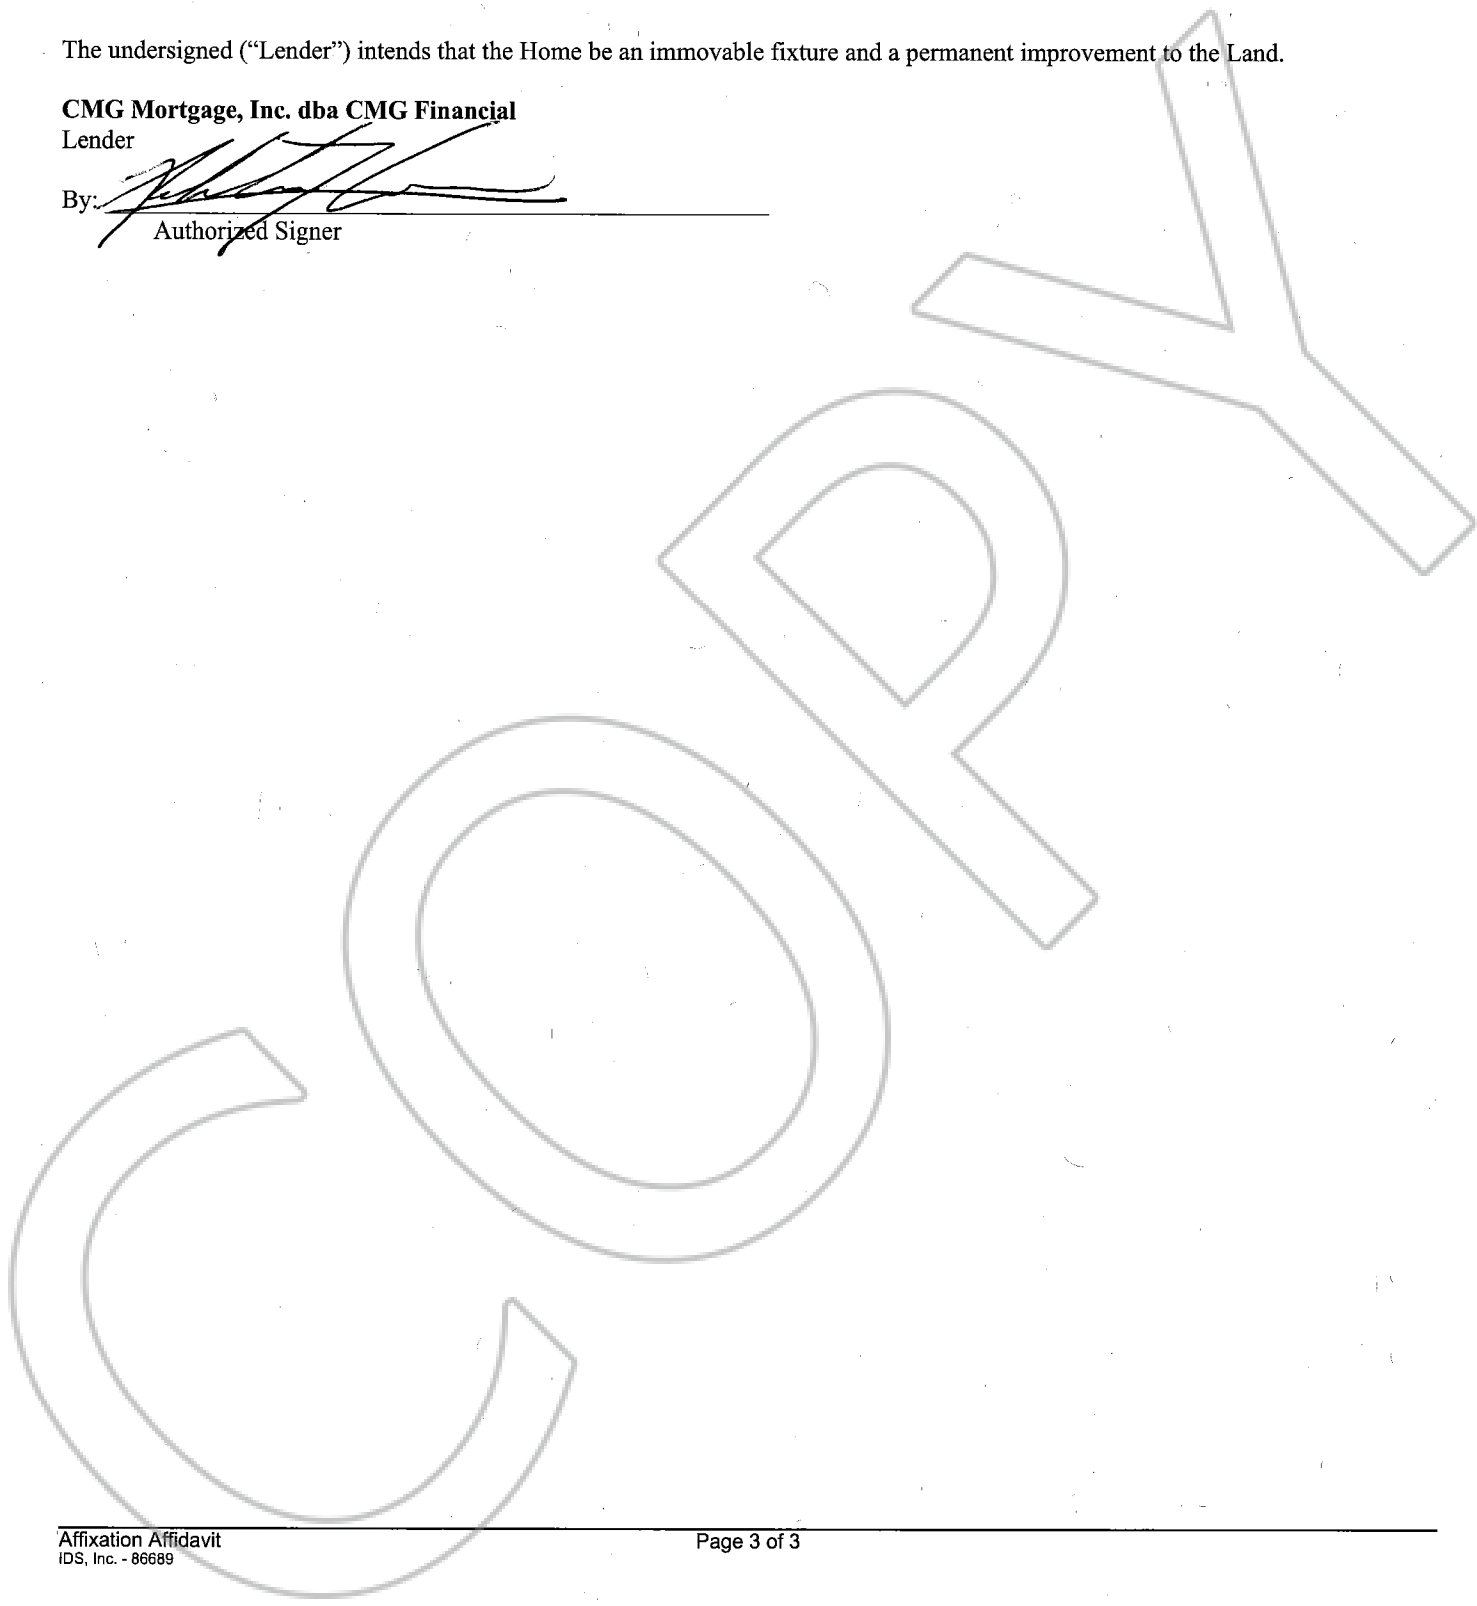 The undersigned (“Lender”) intends that the Home be an immovable fixture and a permanent improvement to the Land.
CMG Mortgage, Inc. dba CMG Financial
Lender
By:
Authorized Signer
COPY
Affixation Affidavit
Page 3 of 3
IDS, Inc. - 86689